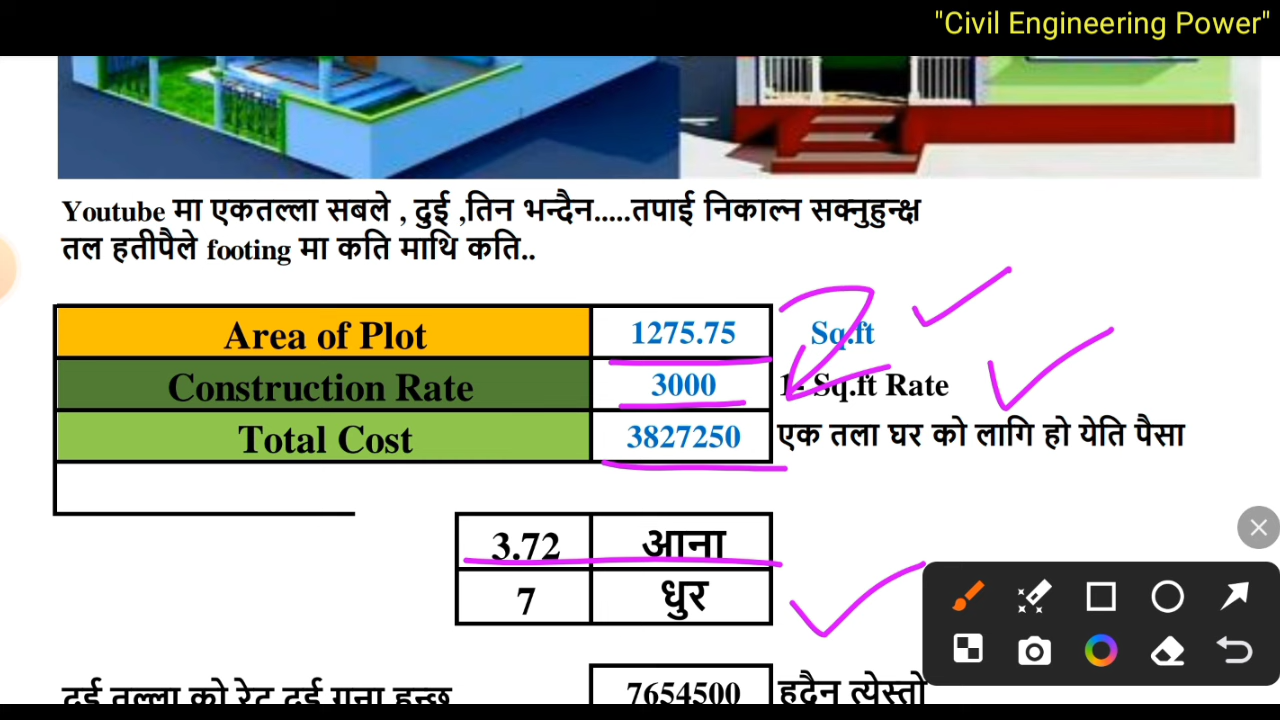 "Civil Engineering Power"
Youtube मा एकतल्ला सबले , दुई ,तिन भन्दैन.....तपाई निकाल्न सक्नुहुन्क्ष
तल हतीपैले footing मा कति माथि कति..
Area of Plot 1275.75 Sq.ft
Construction Rate 3000 1- Sq.ft Rate
Total Cost 3827250 एक तला घर को लागि हो येति पैसा
3.72 आना
7 धुर
दुई तल्ला को रेट दुई गुना हुन्छ 7654500 हुदैन त्येस्तो